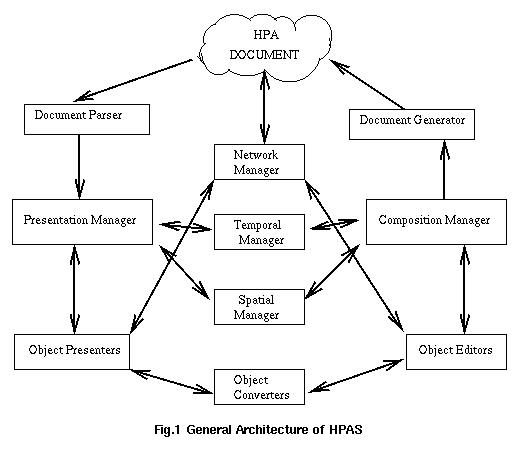 HPA
DOCUMENT
Document Parser
Document Generator
Network
Manager
Presentation Manager
Temporal
Manager
Composition Manager
Spatial
Manager
Object Presenters
Object Editors
Object
Converters
Fig.1 General Architecture of HPAS